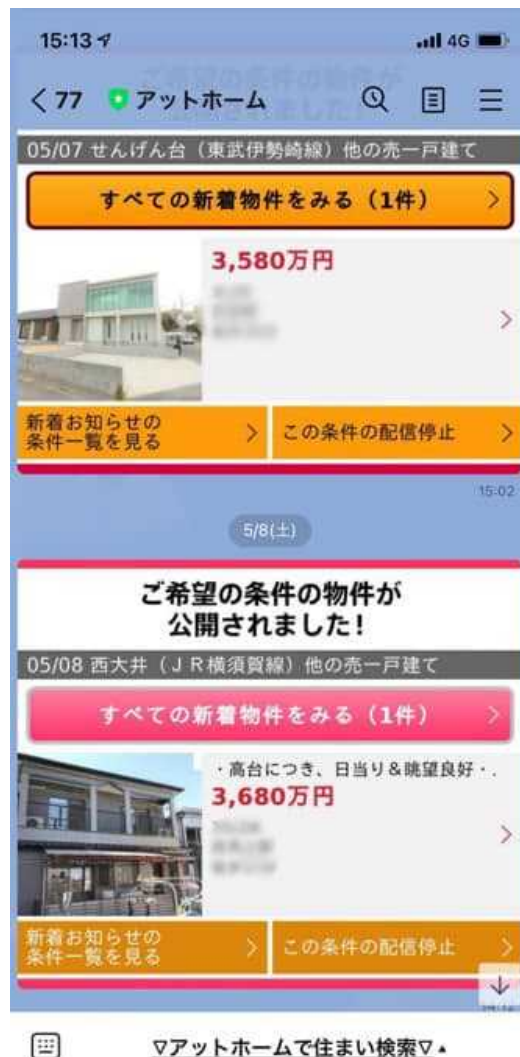 15:13
4G
77 アットホーム
05/07 せんげん台（東武伊勢崎線）他の売一戸建て
すべての新着物件をみる（1件）
3,580万円
新着お知らせの
条件一覧を見る
この条件の配信停止
15:02
5/8(土)
ご希望の条件の物件が
公開されました！
05/08 西大井（ＪＲ横須賀線）他の売一戸建て
すべての新着物件をみる（1件）
・高台につき、日当り＆眺望良好・.
3,680万円
新着お知らせの
条件一覧を見る
この条件の配信停止
▽アットホームで住まい検索▽▲